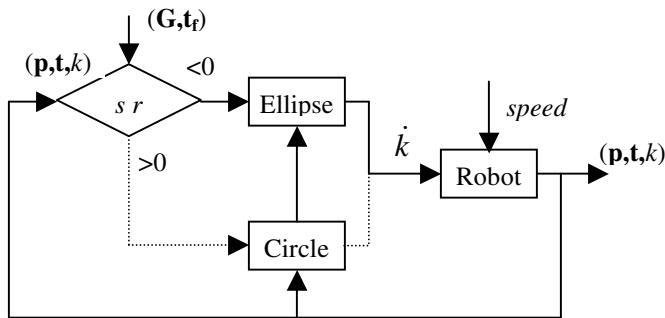 (G,t_f)
(p,t,k)
<0
s r
Ellipse
>0
k̇
speed
Robot
(p,t,k)
Circle